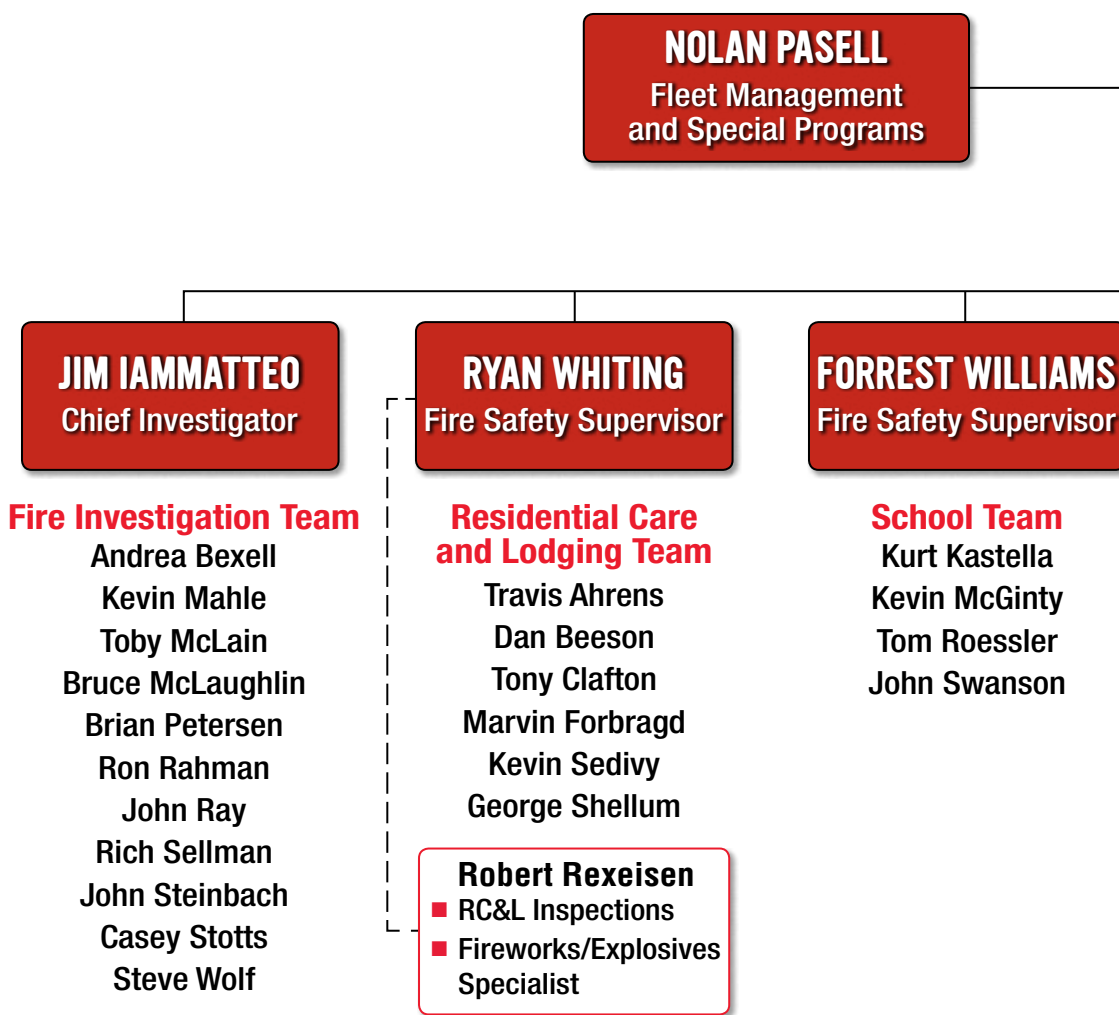 NOLAN PASELL
Fleet Management
and Special Programs
JIM IAMMATTEO
Chief Investigator
Fire Investigation Team
Andrea Bexell
Kevin Mahle
Toby McLain
Bruce McLaughlin
Brian Petersen
Ron Rahman
John Ray
Rich Sellman
John Steinbach
Casey Stotts
Steve Wolf
RYAN WHITING
Fire Safety Supervisor
Residential Care
and Lodging Team
Travis Ahrens
Dan Beeson
Tony Clafton
Marvin Forbragd
Kevin Sedivy
George Shellum
Robert Rexeisen
■ RC&L Inspections
■ Fireworks/Explosives
Specialist
FORREST WILLIAMS
Fire Safety Supervisor
School Team
Kurt Kastella
Kevin McGinty
Tom Roessler
John Swanson